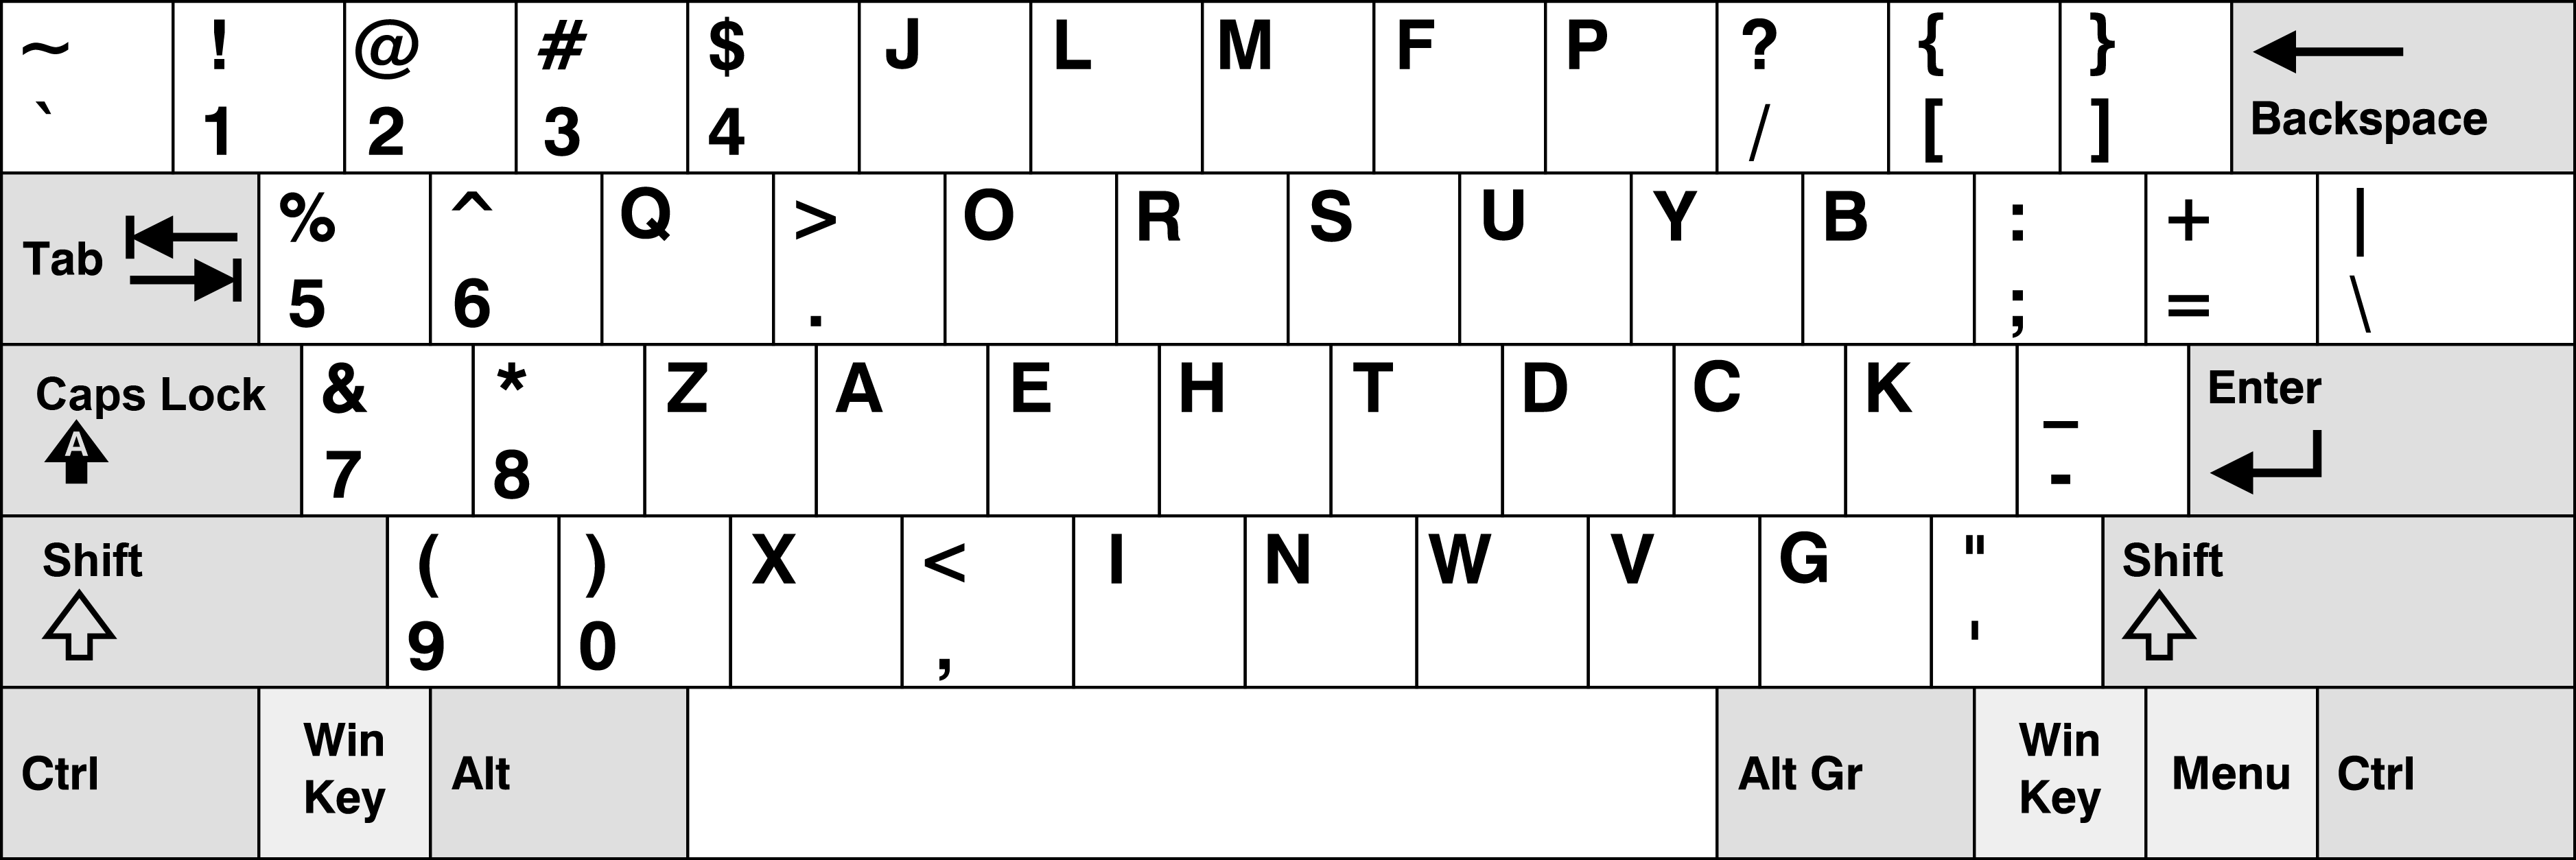 ~ ! @ # $ J L M F P ? { }
` 1 2 3 4 / [ ] Backspace
Tab % ^ Q > O R S U Y B : + |
5 6 . ; = \
Caps Lock & * Z A E H T D C K _ Enter
A 7 8 -
Shift ( ) X < I N W V G " Shift
9 0 , '
Ctrl Win Key Alt Alt Gr Win Key Menu Ctrl